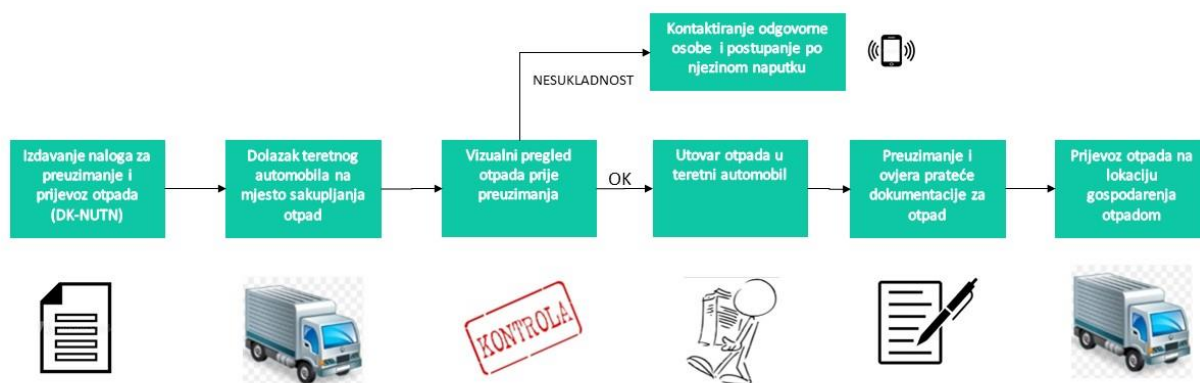 Kontaktiranje odgovorne
osobe i postupanje po
njezinom naputku
NESUKLADNOST
Izdavanje naloga za
preuzimanje i
prijevoz otpada
(DK-NUTN)
Dolazak teretnog
automobila na
mjesto sakupljanja
otpad
Vizualni pregled
otpada prije
preuzimanja
OK
Utovar otpada u
teretni automobil
Preuzimanje i
ovjera prateće
dokumentacije za
otpad
Prijevoz otpada na
lokaciju
gospodarenja
otpadom
KONTROLA